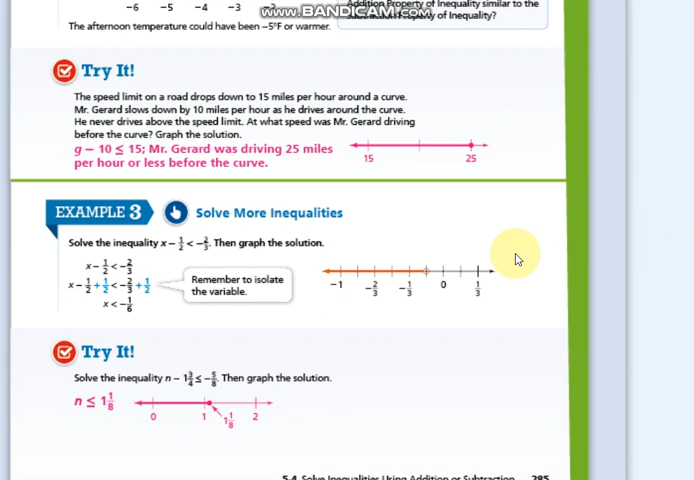 −6 −5 −4 −3 −2
Addition Property of Inequality similar to the
Subtraction Property of Inequality?
www.BANDICAM.com
The afternoon temperature could have been −5°F or warmer.
Try It!
The speed limit on a road drops down to 15 miles per hour around a curve.
Mr. Gerard slows down by 10 miles per hour as he drives around the curve.
He never drives above the speed limit. At what speed was Mr. Gerard driving
before the curve? Graph the solution.
g − 10 ≤ 15; Mr. Gerard was driving 25 miles
per hour or less before the curve.
15 25
EXAMPLE 3 Solve More Inequalities
Solve the inequality x − 1/2 < −2/3. Then graph the solution.
x − 1/2 < −2/3
x − 1/2 + 1/2 < −2/3 + 1/2
x < −1/6
Remember to isolate
the variable.
−1 −2/3 −1/3 0 1/3
Try It!
Solve the inequality n − 1 3/4 ≤ −5/8. Then graph the solution.
n ≤ 1 1/8
0 1 1 1/8 2
5-4 Solve Inequalities Using Addition or Subtraction 285